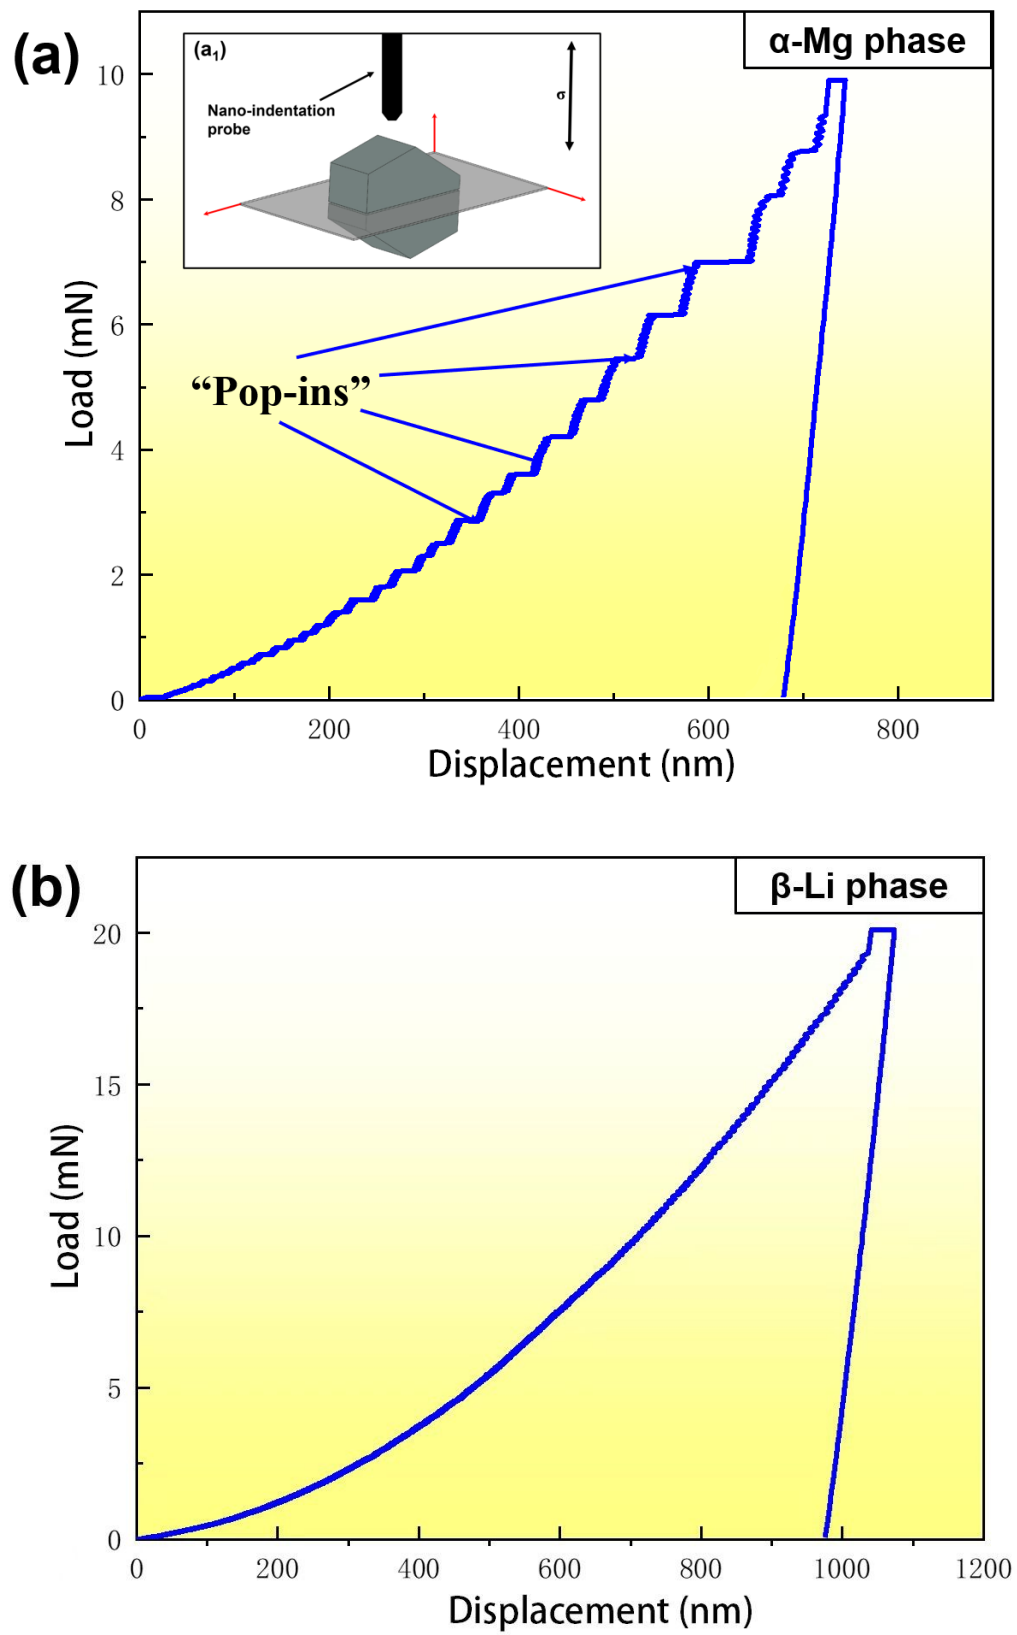 (a)
(a1)
α-Mg phase
Nano-indentation
probe
σ
“Pop-ins”
Load (mN)
10
8
6
4
2
0
0 200 400 600 800
Displacement (nm)
(b)
β-Li phase
Load (mN)
20
15
10
5
0
0 200 400 600 800 1000 1200
Displacement (nm)